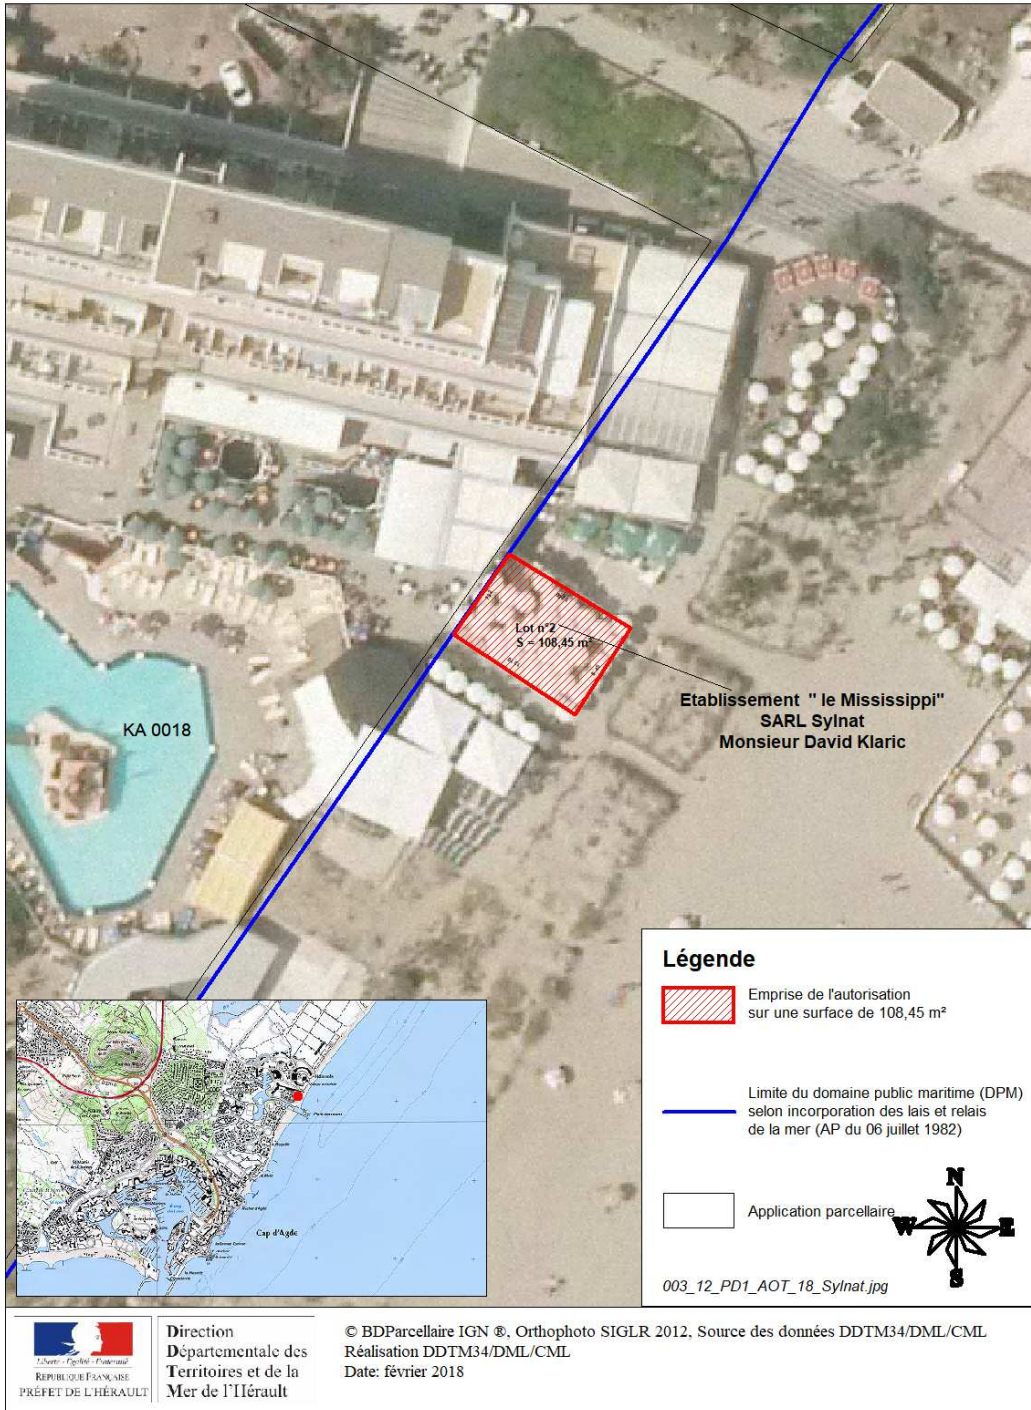 Lot n°2
S = 108,45 m²
Etablissement " le Mississippi"
SARL Sylnat
Monsieur David Klaric
KA 0018
Légende
Emprise de l'autorisation
sur une surface de 108,45 m²
Limite du domaine public maritime (DPM)
selon incorporation des lais et relais
de la mer (AP du 06 juillet 1982)
Application parcellaire
N
W
E
S
003_12_PD1_AOT_18_Sylnat.jpg
Cap d'Agde
Liberté • Égalité • Fraternité
RÉPUBLIQUE FRANÇAISE
PRÉFET DE L'HÉRAULT
Direction
Départementale des
Territoires et de la
Mer de l'Hérault
© BDParcellaire IGN ®, Orthophoto SIGLR 2012, Source des données DDTM34/DML/CML
Réalisation DDTM34/DML/CML
Date: février 2018